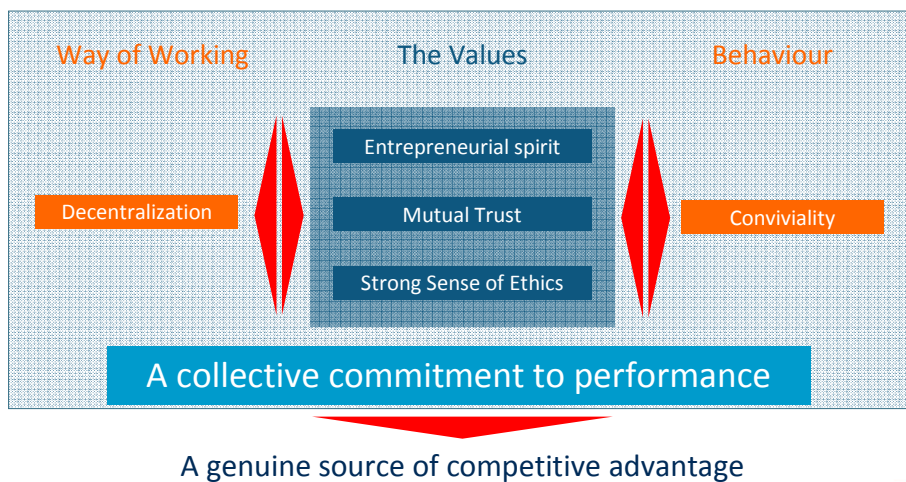 Way of Working
The Values
Behaviour
Entrepreneurial spirit
Decentralization
Mutual Trust
Conviviality
Strong Sense of Ethics
A collective commitment to performance
A genuine source of competitive advantage